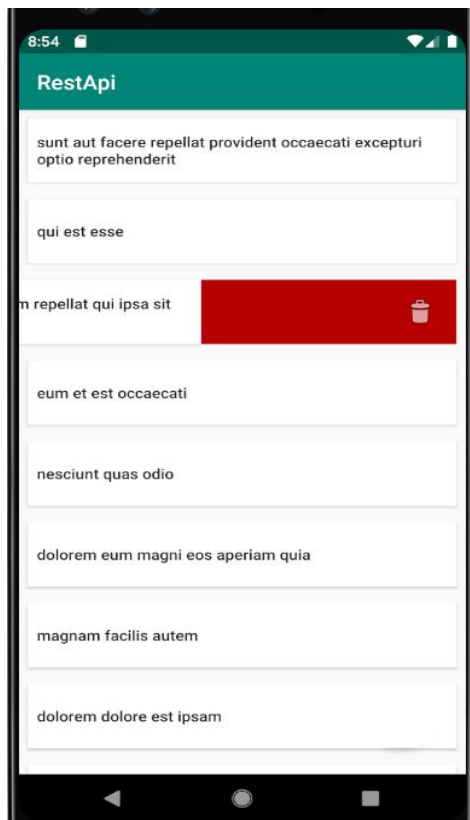 8:54
RestApi
sunt aut facere repellat provident occaecati excepturi
optio reprehenderit
qui est esse
m repellat qui ipsa sit
eum et est occaecati
nesciunt quas odio
dolorem eum magni eos aperiam quia
magnam facilis autem
dolorem dolore est ipsam